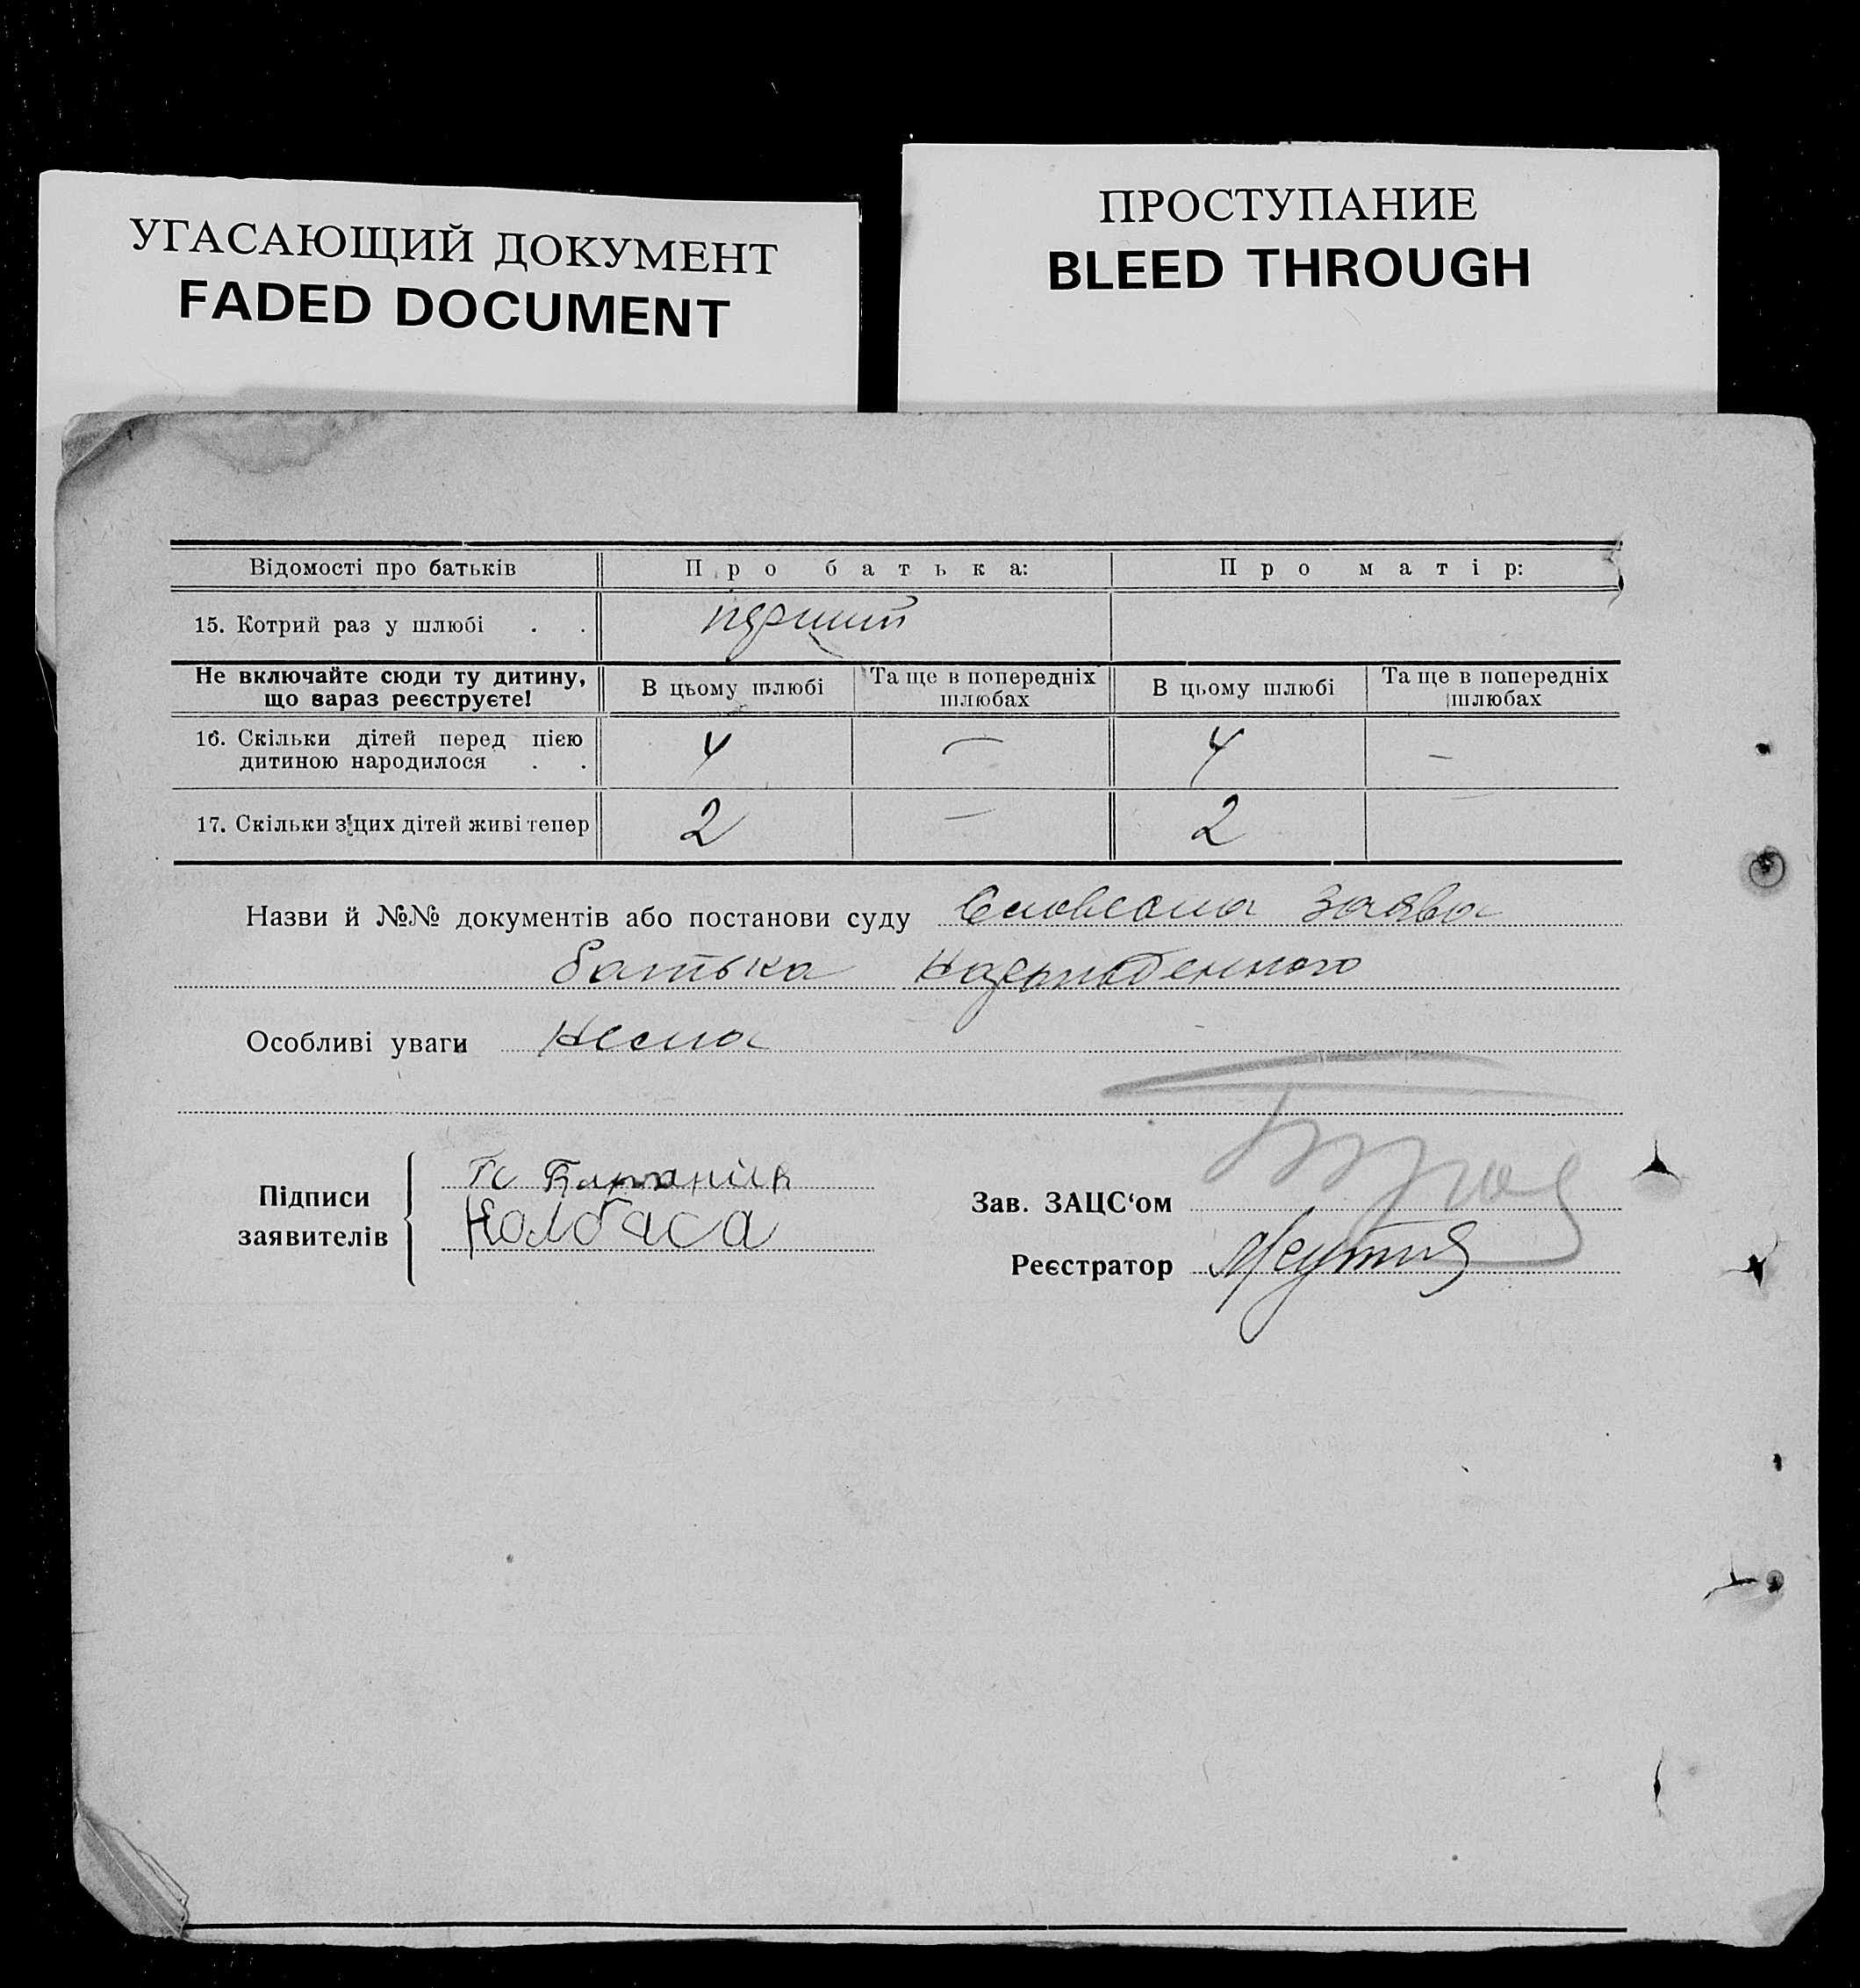 УГАСАЮЩИЙ ДОКУМЕНТ
FADED DOCUMENT
ПРОСТУПАНИЕ
BLEED THROUGH
Відомості про батьків Про батька: Про матір:
15. Котрий раз у шлюбі . . перший
Не включайте сюди ту дитину, що вараз реєструєте! В цьому шлюбі Та ще в попередніх шлюбах В цьому шлюбі Та ще в попередніх шлюбах
16. Скільки дітей перед цією
дитиною народилося . . 4 — 4 —
17. Скільки з цих дітей живі тепер 2 — 2 —
Назви й №№ документів або постанови суду Словесна заява
батька
Особливі уваги Нема
Підписи
заявителів
Колбаса
Зав. ЗАЦС‘ом
Реєстратор